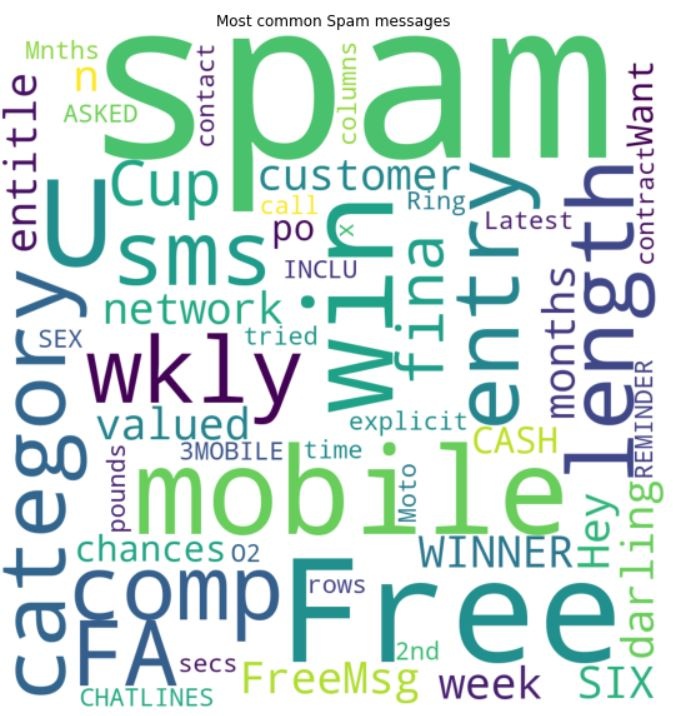 Most common Spam messages
spam
Mnths
n
ASKED
contact
columns
entitle
U
Cup
customer
call
Ring
x
po
sms
INCLU
win
fina
entry
Latest
length
contract
Want
months
network
SEX
tried
wkly
category
valued
explicit
CASH
REMINDER
3MOBILE
time
pounds
mobile
Moto
Hey
darling
chances
O2
WINNER
comp
rows
Free
FA
secs
2nd
FreeMsg
week
SIX
CHATLINES